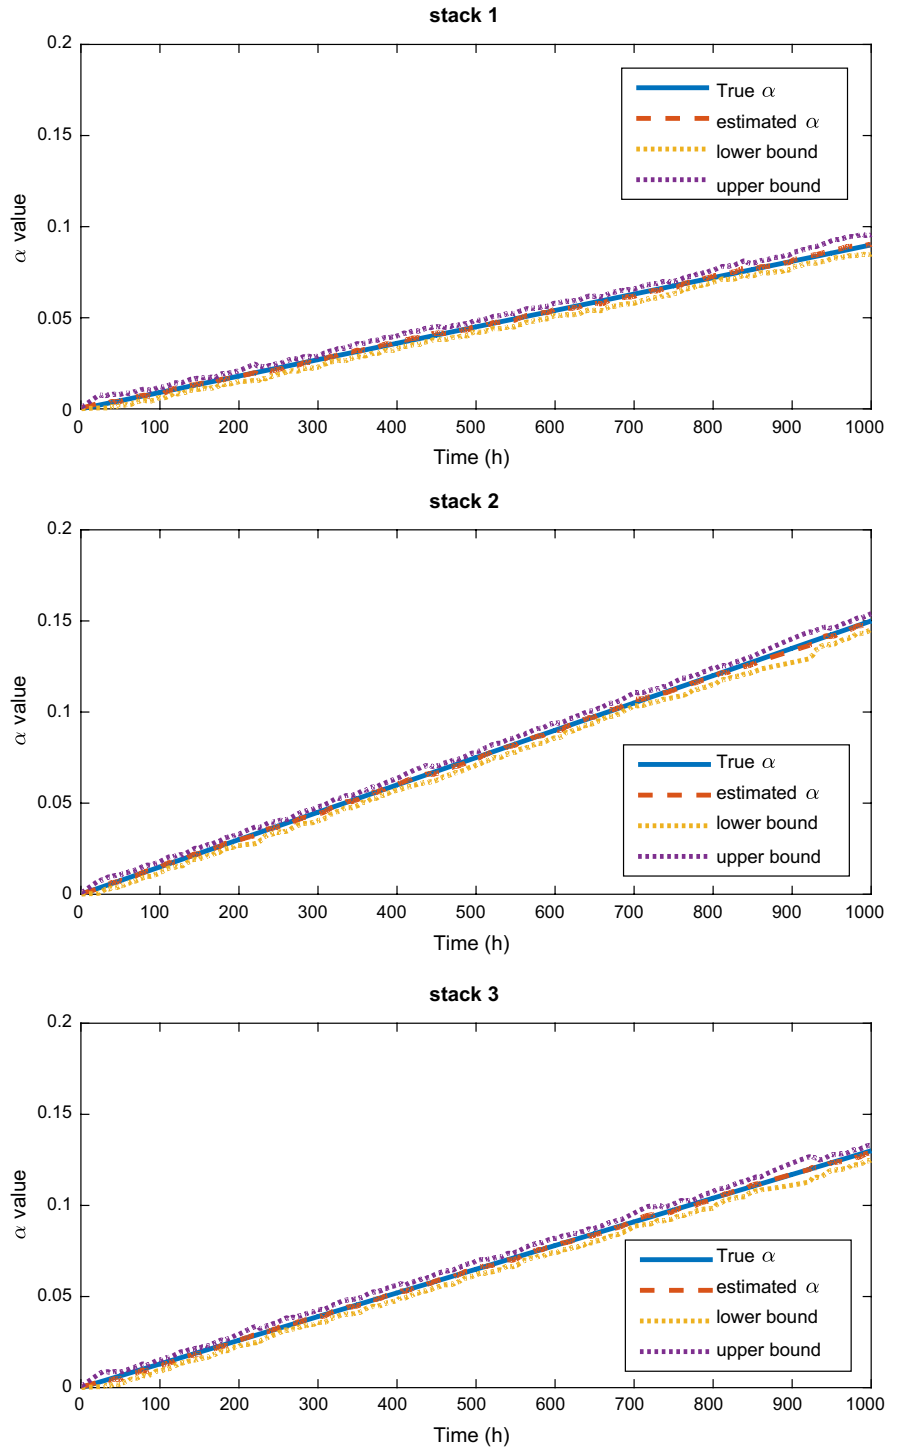 stack 1
0.2
0.15
0.1
0.05
0
α value
True α
estimated α
lower bound
upper bound
0 100 200 300 400 500 600 700 800 900 1000
Time (h)
stack 2
0.2
0.15
0.1
0.05
0
α value
True α
estimated α
lower bound
upper bound
0 100 200 300 400 500 600 700 800 900 1000
Time (h)
stack 3
0.2
0.15
0.1
0.05
0
α value
True α
estimated α
lower bound
upper bound
0 100 200 300 400 500 600 700 800 900 1000
Time (h)